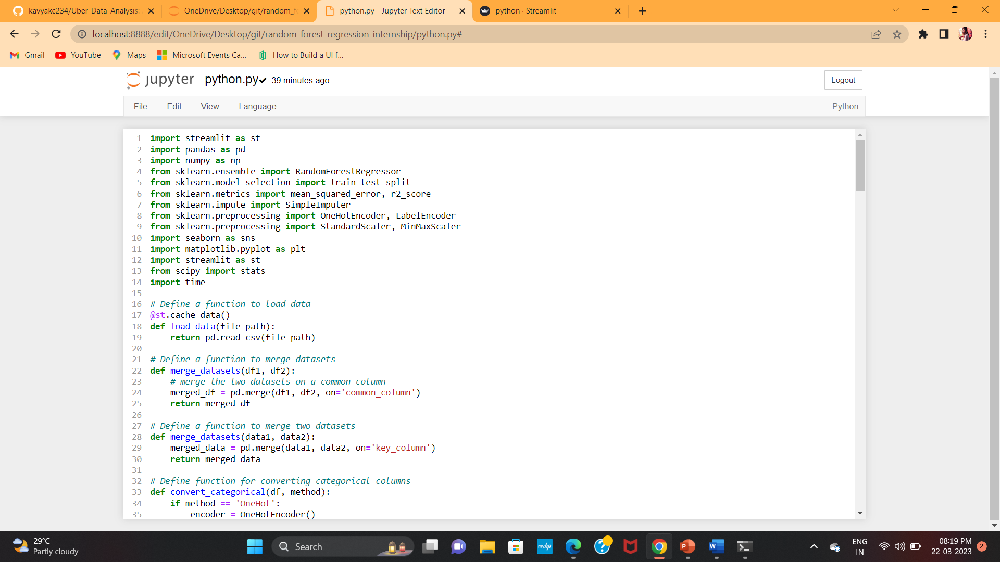 kavyakc234/Uber-Data-Analysis:
OneDrive/Desktop/git/random_f
python.py - Jupyter Text Editor
python · Streamlit
localhost:8888/edit/OneDrive/Desktop/git/random_forest_regression_internship/python.py#
Gmail
YouTube
Maps
Microsoft Events Ca...
How to Build a UI f...
jupyter
python.py
39 minutes ago
Logout
File
Edit
View
Language
Python
1 import streamlit as st
2 import pandas as pd
3 import numpy as np
4 from sklearn.ensemble import RandomForestRegressor
5 from sklearn.model_selection import train_test_split
6 from sklearn.metrics import mean_squared_error, r2_score
7 from sklearn.impute import SimpleImputer
8 from sklearn.preprocessing import OneHotEncoder, LabelEncoder
9 from sklearn.preprocessing import StandardScaler, MinMaxScaler
10 import seaborn as sns
11 import matplotlib.pyplot as plt
12 import streamlit as st
13 from scipy import stats
14 import time
15
16 # Define a function to load data
17 @st.cache_data()
18 def load_data(file_path):
19     return pd.read_csv(file_path)
20
21 # Define a function to merge datasets
22 def merge_datasets(df1, df2):
23     # merge the two datasets on a common column
24     merged_df = pd.merge(df1, df2, on='common_column')
25     return merged_df
26
27 # Define a function to merge two datasets
28 def merge_datasets(data1, data2):
29     merged_data = pd.merge(data1, data2, on='key_column')
30     return merged_data
31
32 # Define function for converting categorical columns
33 def convert_categorical(df, method):
34     if method == 'OneHot':
35         encoder = OneHotEncoder()
29°C
Partly cloudy
Search
myhp
P
W
ENG
IN
08:19 PM
22-03-2023
2